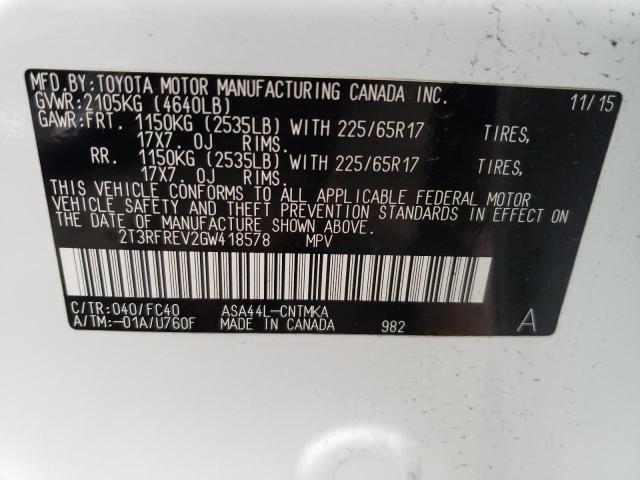 MFD.BY:TOYOTA MOTOR MANUFACTURING CANADA INC. 11/15
GVWR:2105KG (4640LB)
GAWR:FRT. 1150KG (2535LB) WITH 225/65R17 TIRES,
17X7. OJ RIMS.
RR. 1150KG (2535LB) WITH 225/65R17 TIRES,
17X7. OJ RIMS.
THIS VEHICLE CONFORMS TO ALL APPLICABLE FEDERAL MOTOR
VEHICLE SAFETY AND THEFT PREVENTION STANDARDS IN EFFECT ON
THE DATE OF MANUFACTURE SHOWN ABOVE.
2T3RFREV2GW418578 MPV
C/TR:040/FC40 ASA44L-CNTMKA
A/TM:-01A/U760F MADE IN CANADA 982 A